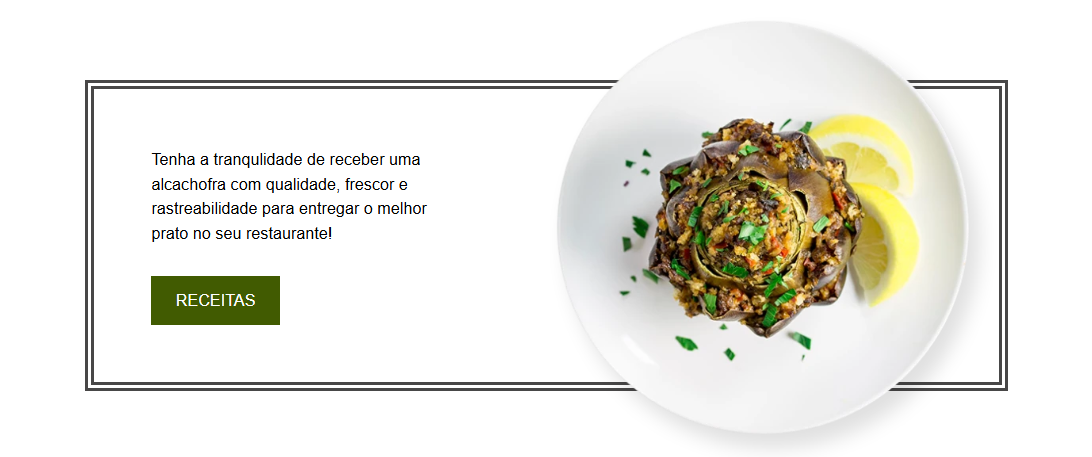 Tenha a tranqulidade de receber uma
alcachofra com qualidade, frescor e
rastreabilidade para entregar o melhor
prato no seu restaurante!
RECEITAS